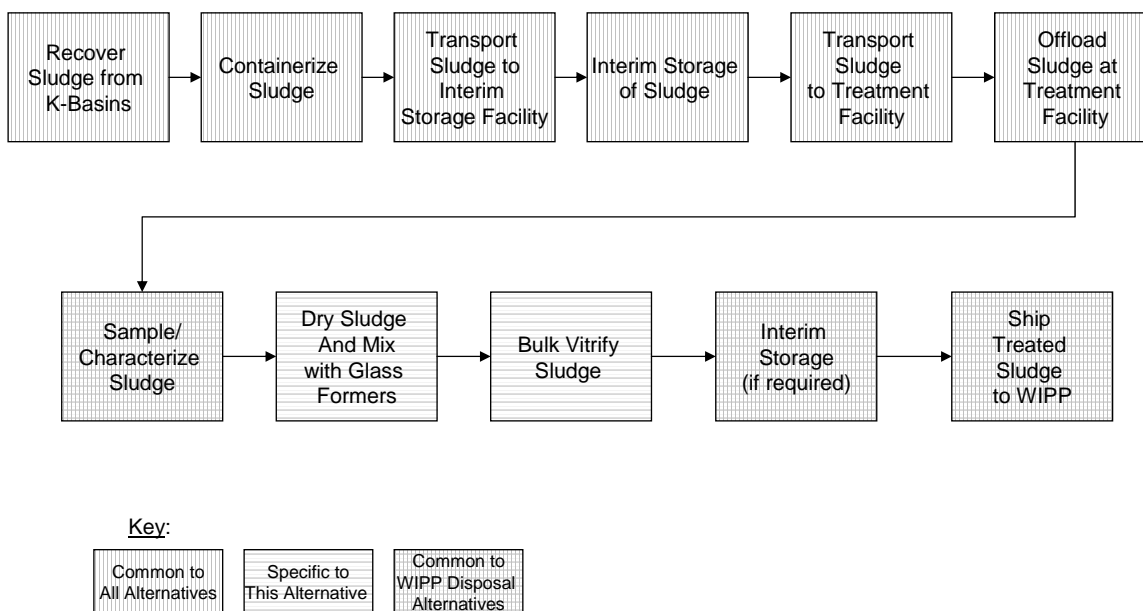 Recover
Sludge from
K-Basins
Containerize
Sludge
Transport
Sludge to
Interim
Storage Facility
Interim Storage
of Sludge
Transport
Sludge
to Treatment
Facility
Offload
Sludge at
Treatment
Facility
Sample/
Characterize
Sludge
Dry Sludge
And Mix
with Glass
Formers
Bulk Vitrify
Sludge
Interim
Storage
(if required)
Ship
Treated
Sludge
to WIPP
Key:
Common to
All Alternatives
Specific to
This Alternative
Common to
WIPP Disposal
Alternatives